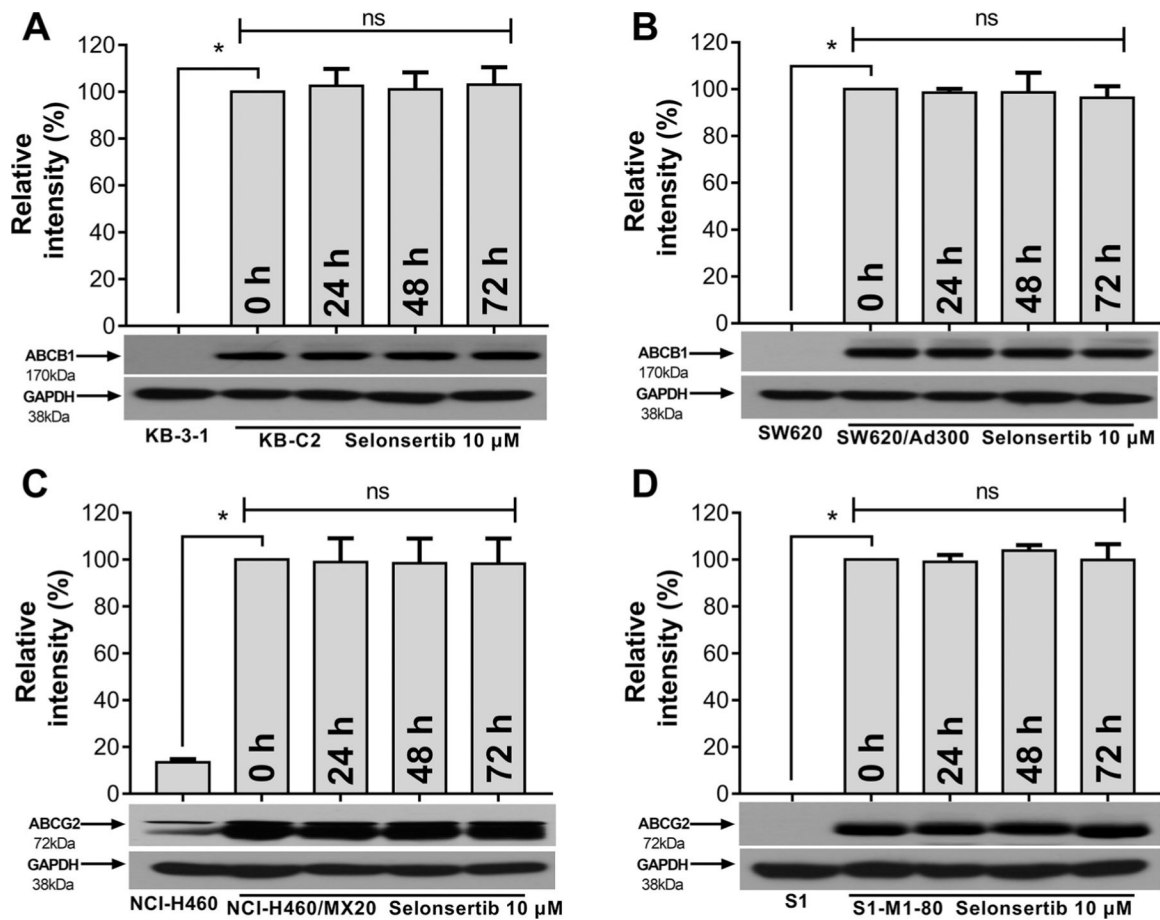 A
ns
*
120
100
80
60
40
20
0
Relative
intensity (%)
0 h
24 h
48 h
72 h
ABCB1
170kDa
GAPDH
38kDa
KB-3-1
KB-C2 Selonsertib 10 μM
B
ns
*
120
100
80
60
40
20
0
Relative
intensity (%)
0 h
24 h
48 h
72 h
ABCB1
170kDa
GAPDH
38kDa
SW620
SW620/Ad300 Selonsertib 10 μM
C
ns
*
120
100
80
60
40
20
0
Relative
intensity (%)
0 h
24 h
48 h
72 h
ABCG2
72kDa
GAPDH
38kDa
NCI-H460
NCI-H460/MX20 Selonsertib 10 μM
D
ns
*
120
100
80
60
40
20
0
Relative
intensity (%)
0 h
24 h
48 h
72 h
ABCG2
72kDa
GAPDH
38kDa
S1
S1-M1-80 Selonsertib 10 μM